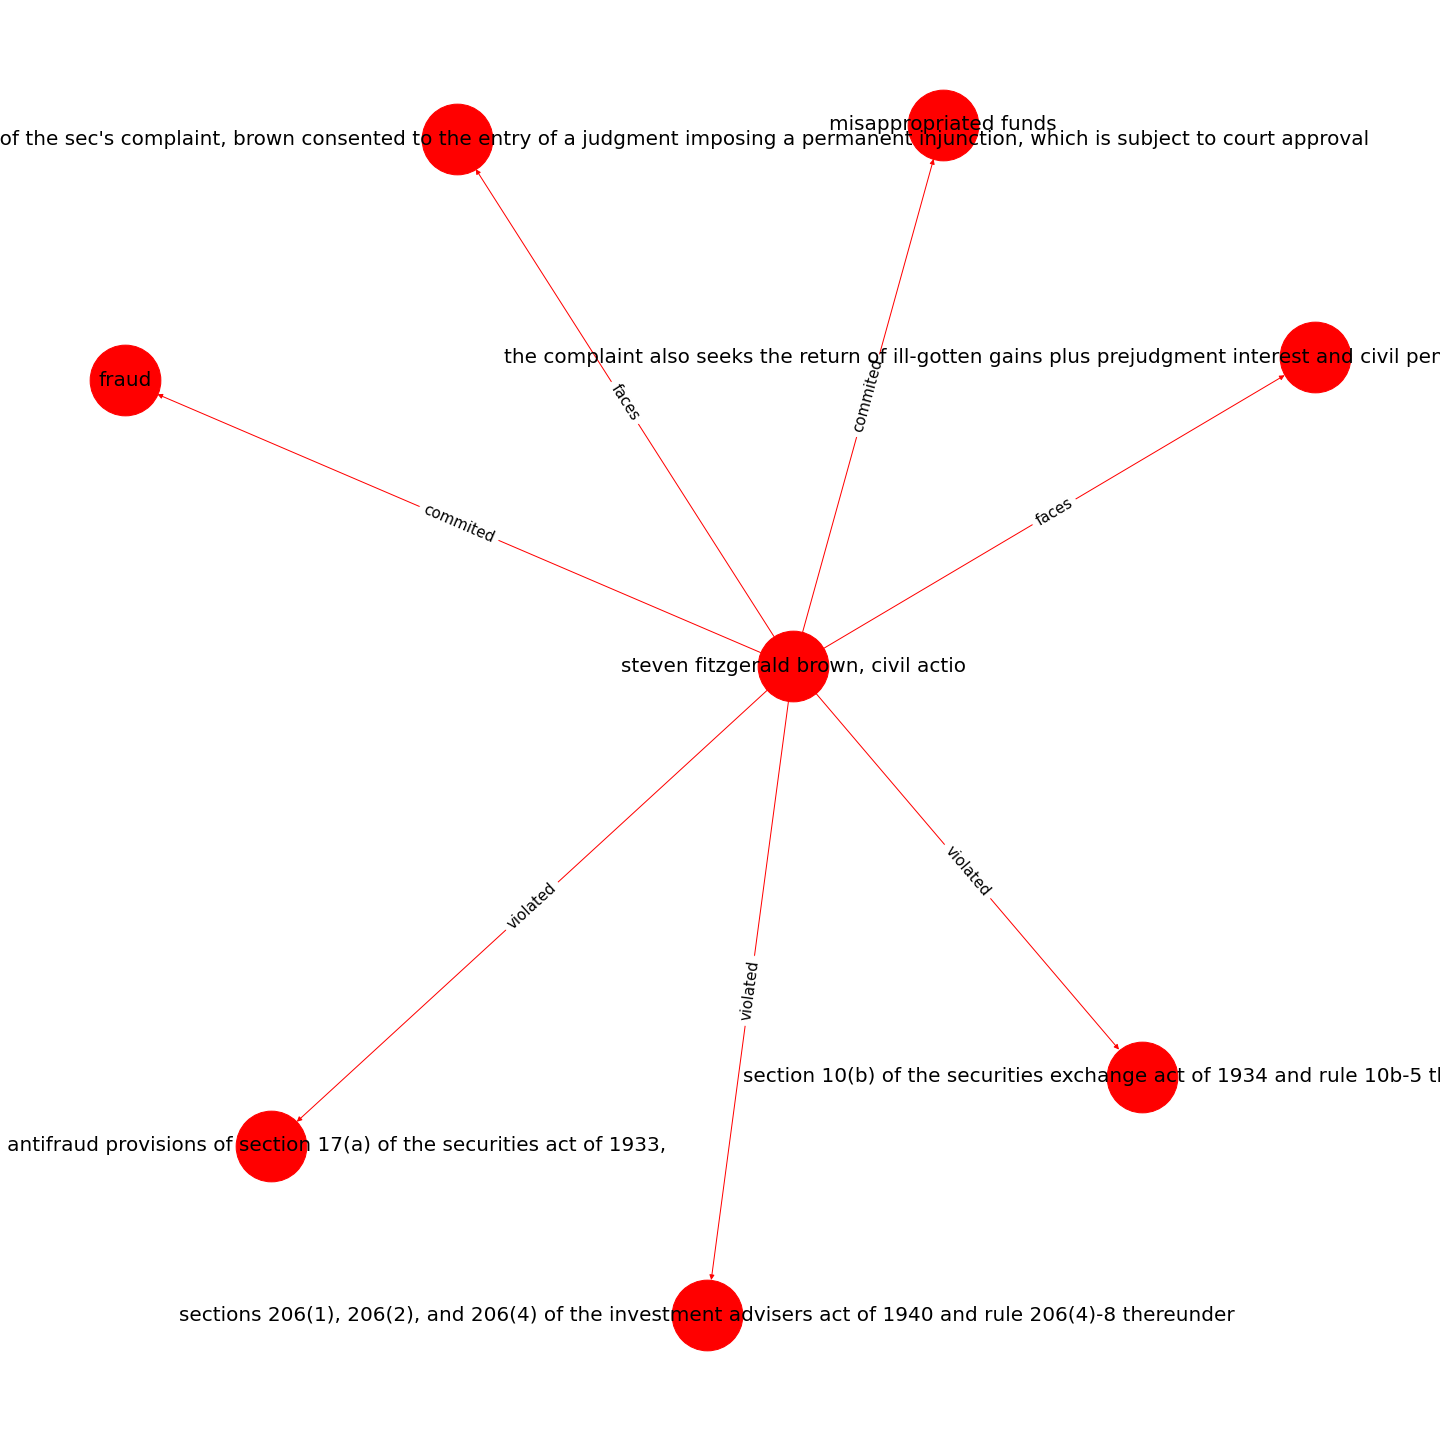 misappropriated funds
of the sec's complaint, brown consented to the entry of a judgment imposing a permanent injunction, which is subject to court approval
the complaint also seeks the return of ill-gotten gains plus prejudgment interest and civil pen
fraud
faces
commited
faces
commited
steven fitzgerald brown, civil actio
violated
violated
violated
section 10(b) of the securities exchange act of 1934 and rule 10b-5 t
antifraud provisions of section 17(a) of the securities act of 1933,
sections 206(1), 206(2), and 206(4) of the investment advisers act of 1940 and rule 206(4)-8 thereunder